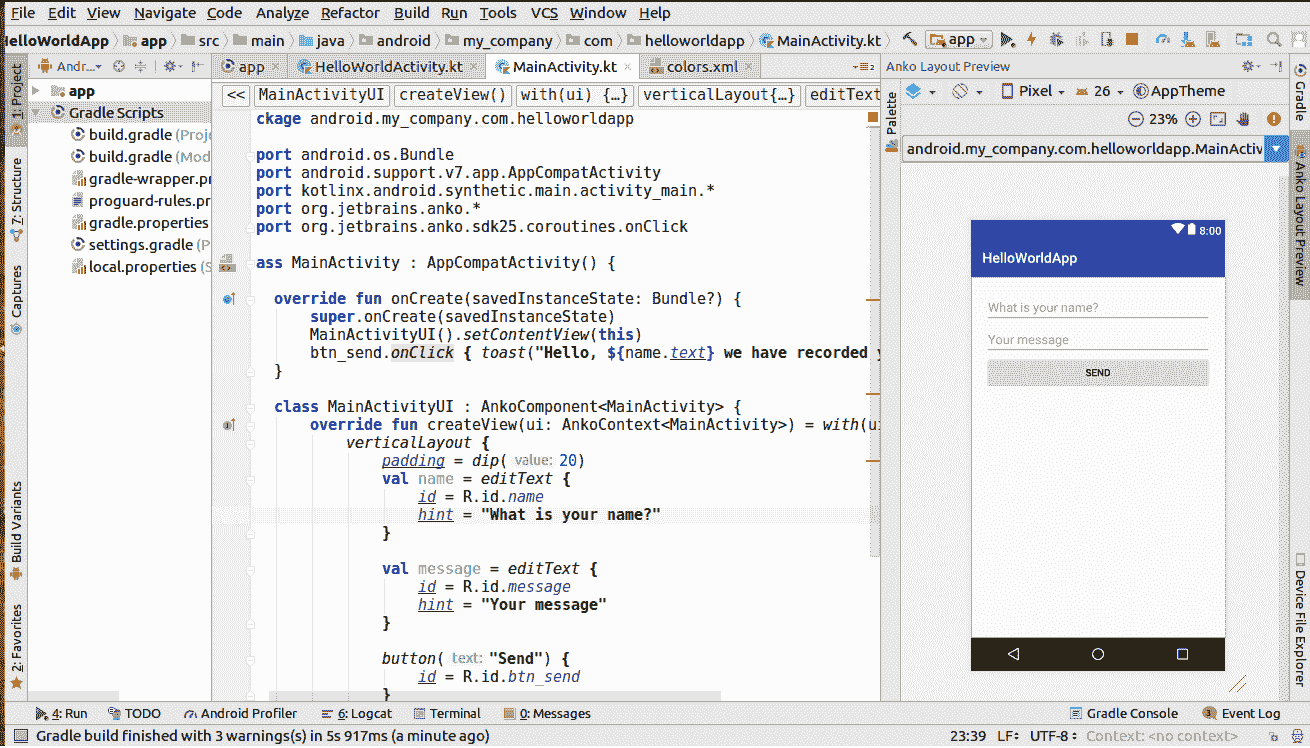 File Edit View Navigate Code Analyze Refactor Build Run Tools VCS Window Help
HelloWorldApp app src main java android my_company com helloworldapp MainActivity.kt app
1: Project
7: Structure
Captures
Build Variants
2: Favorites
Andr...
app
Gradle Scripts
build.gradle (Proje
build.gradle (Mod
gradle-wrapper.pr
proguard-rules.pr
gradle.properties
settings.gradle (P
local.properties (S
app HelloWorldActivity.kt MainActivity.kt colors.xml
<< MainActivityUI createView() with(ui) {…} verticalLayout{…} editText
ckage android.my_company.com.helloworldapp
port android.os.Bundle
port android.support.v7.app.AppCompatActivity
port kotlinx.android.synthetic.main.activity_main.*
port org.jetbrains.anko.*
port org.jetbrains.anko.sdk25.coroutines.onClick
ass MainActivity : AppCompatActivity() {
override fun onCreate(savedInstanceState: Bundle?) {
super.onCreate(savedInstanceState)
MainActivityUI().setContentView(this)
btn_send.onClick { toast("Hello, ${name.text} we have recorded y
}
class MainActivityUI : AnkoComponent<MainActivity> {
override fun createView(ui: AnkoContext<MainActivity>) = with(ui
verticalLayout {
padding = dip( value: 20)
val name = editText {
id = R.id.name
hint = "What is your name?"
}
val message = editText {
id = R.id.message
hint = "Your message"
}
button( text: "Send") {
id = R.id.btn_send
}
Anko Layout Preview
Palette
Pixel 26 AppTheme
23%
android.my_company.com.helloworldapp.MainActiv
8:00
HelloWorldApp
What is your name?
Your message
SEND
Gradle
Anko Layout Preview
Device File Explorer
4: Run TODO Android Profiler 6: Logcat Terminal 0: Messages Gradle Console 3 Event Log
Gradle build finished with 3 warnings(s) in 5s 917ms (a minute ago) 23:39 LF÷ UTF-8÷ Context: <no context>